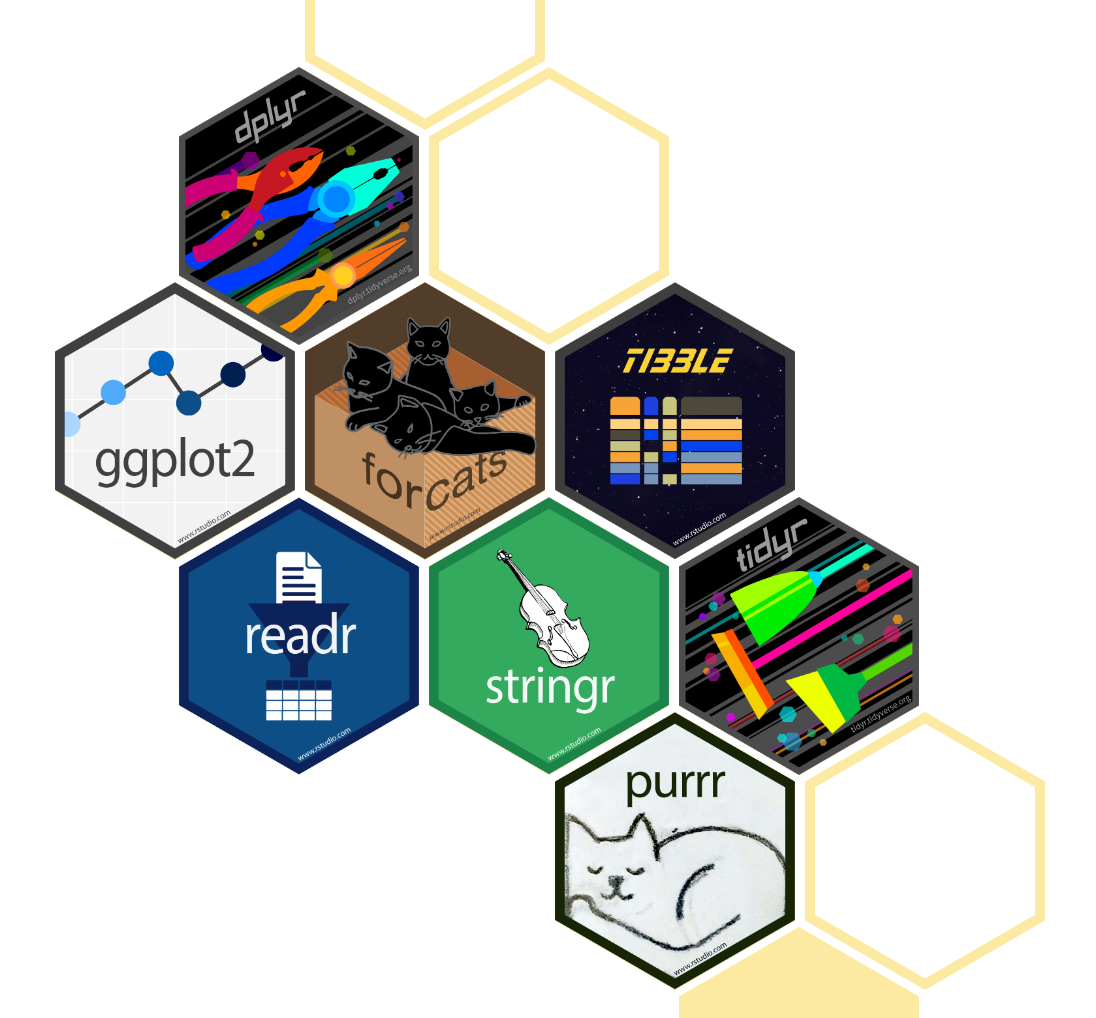 dplyr
dplyr.tidyverse.org
ggplot2
www.rstudio.com
forcats
www.rstudio.com
TIBBLE
www.rstudio.com
readr
www.rstudio.com
stringr
www.rstudio.com
tidyr
tidyr.tidyverse.org
purrr
www.rstudio.com